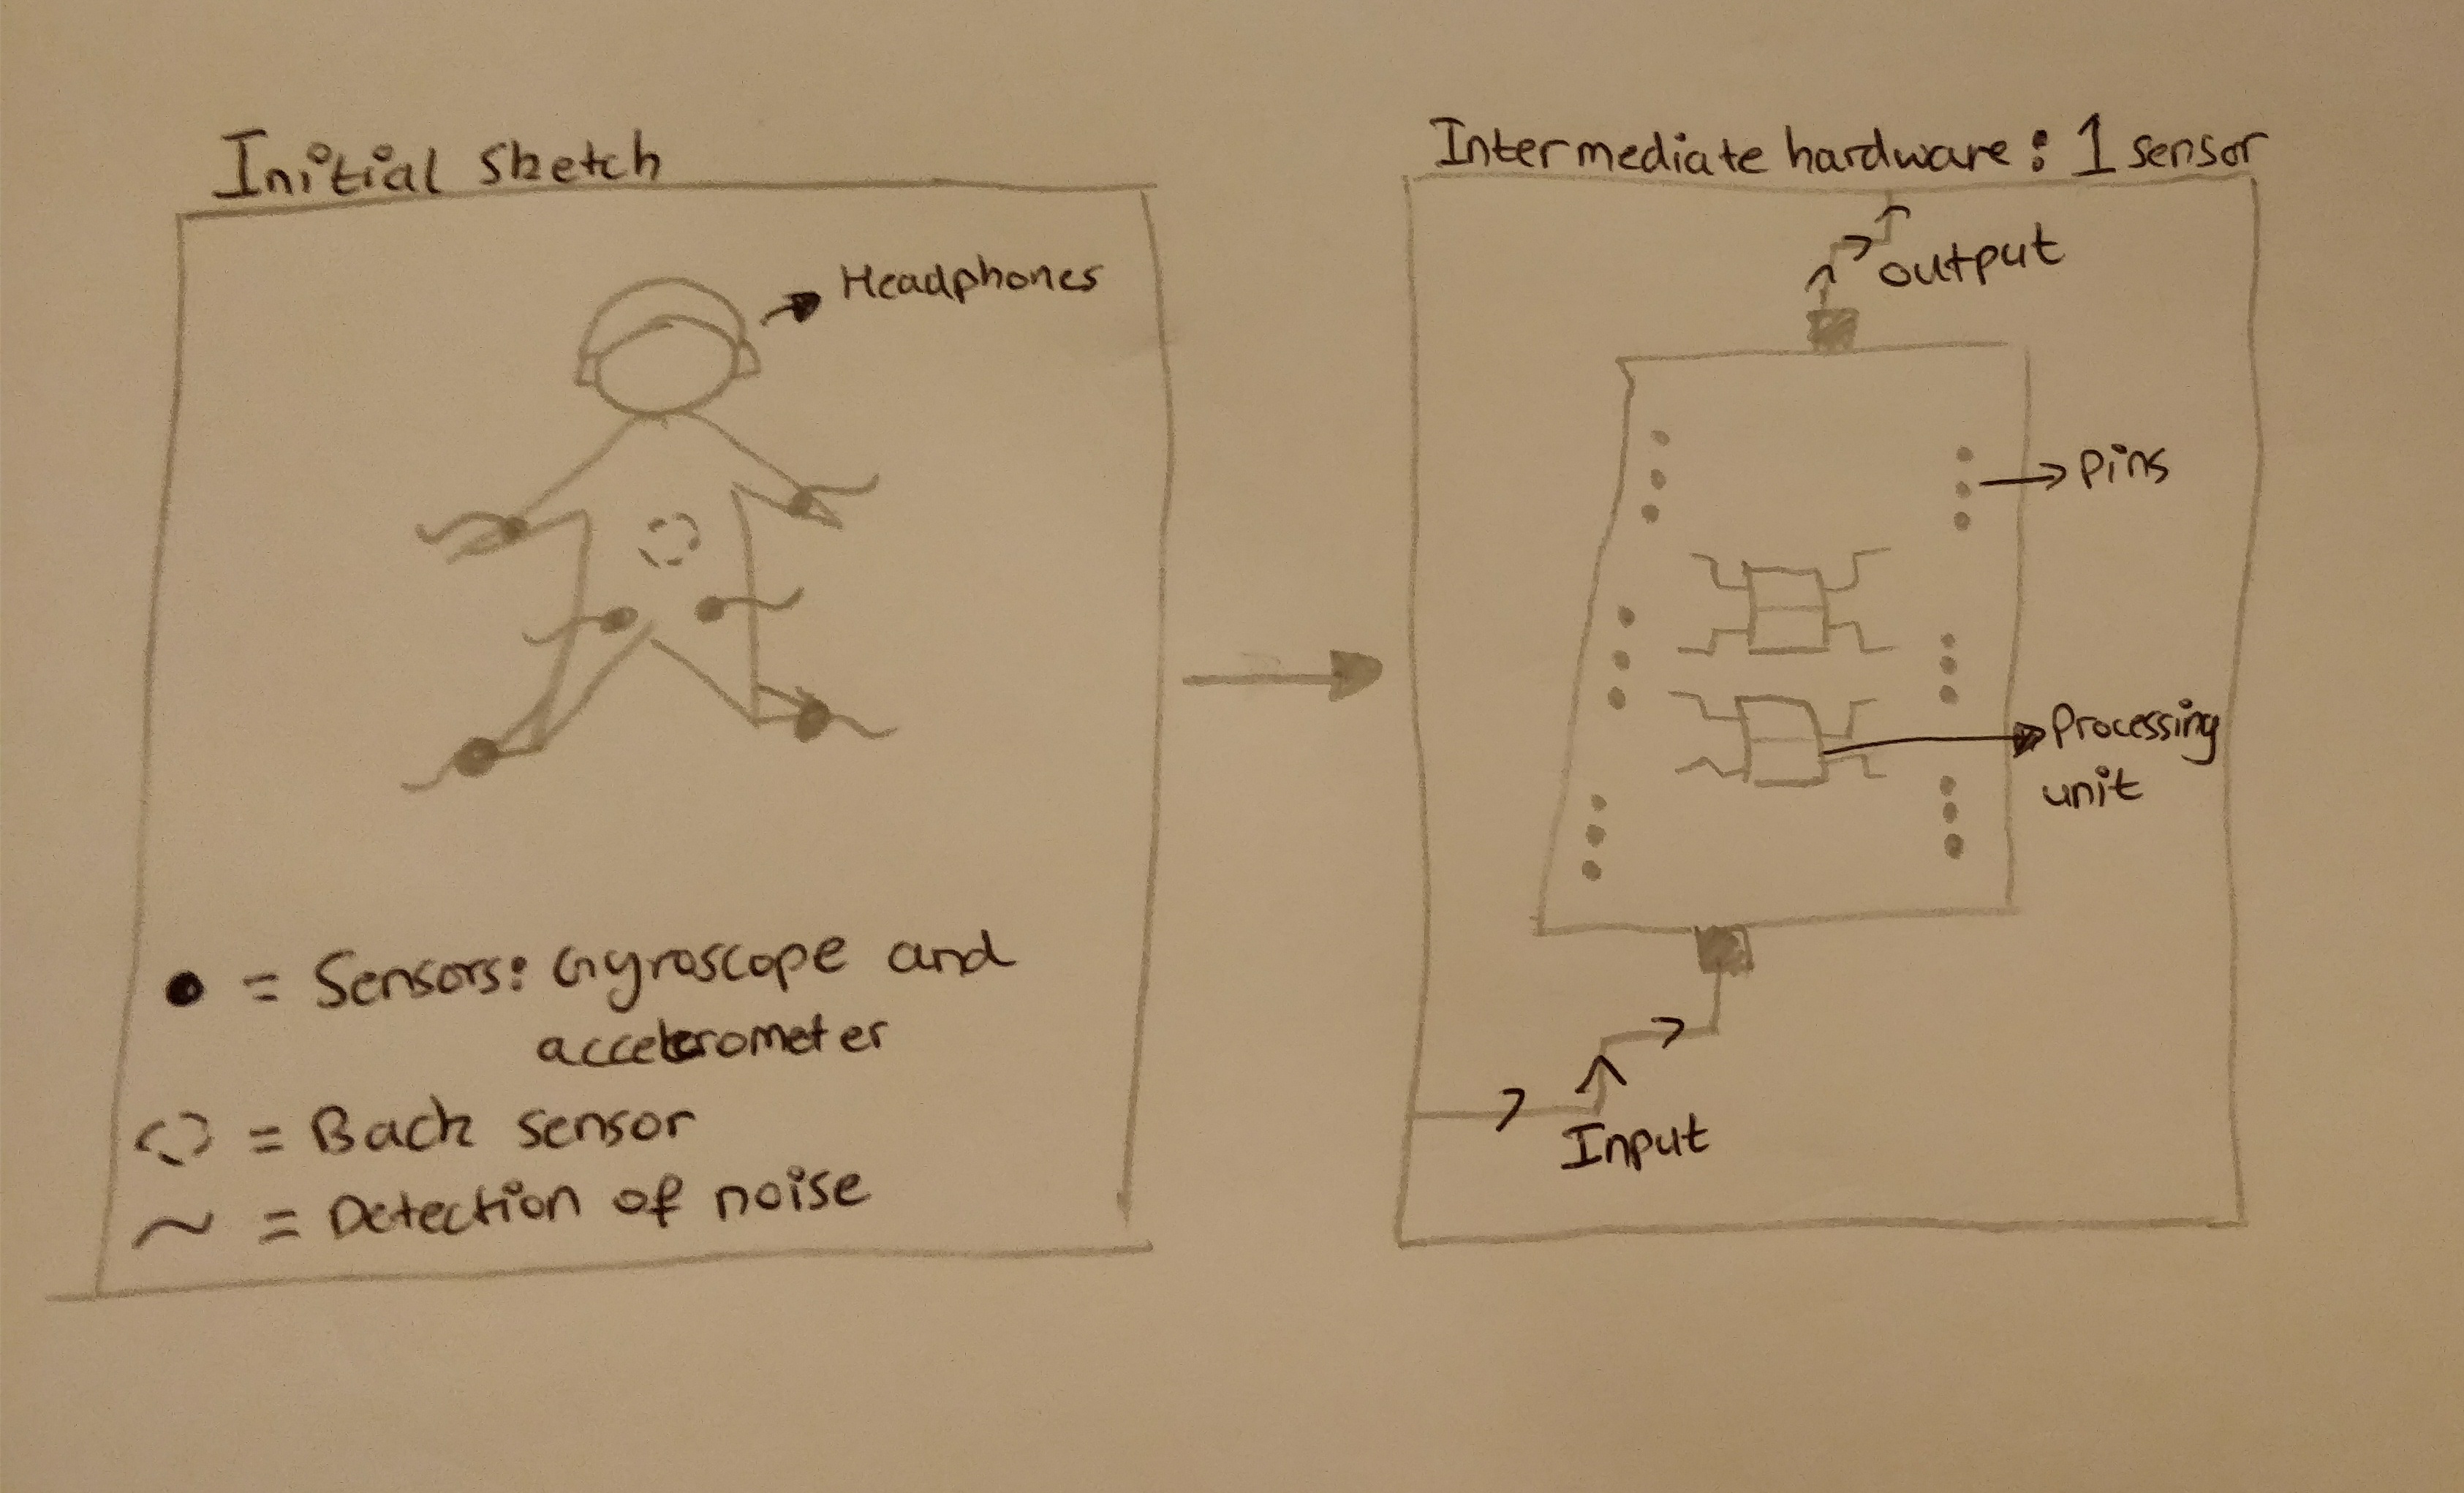 Initial sketch
Headphones
● = Sensors: Gyroscope and
accelerometer
◌ = Back sensor
~ = Detection of noise
Intermediate hardware: 1 sensor
output
Pins
Processing
unit
Input